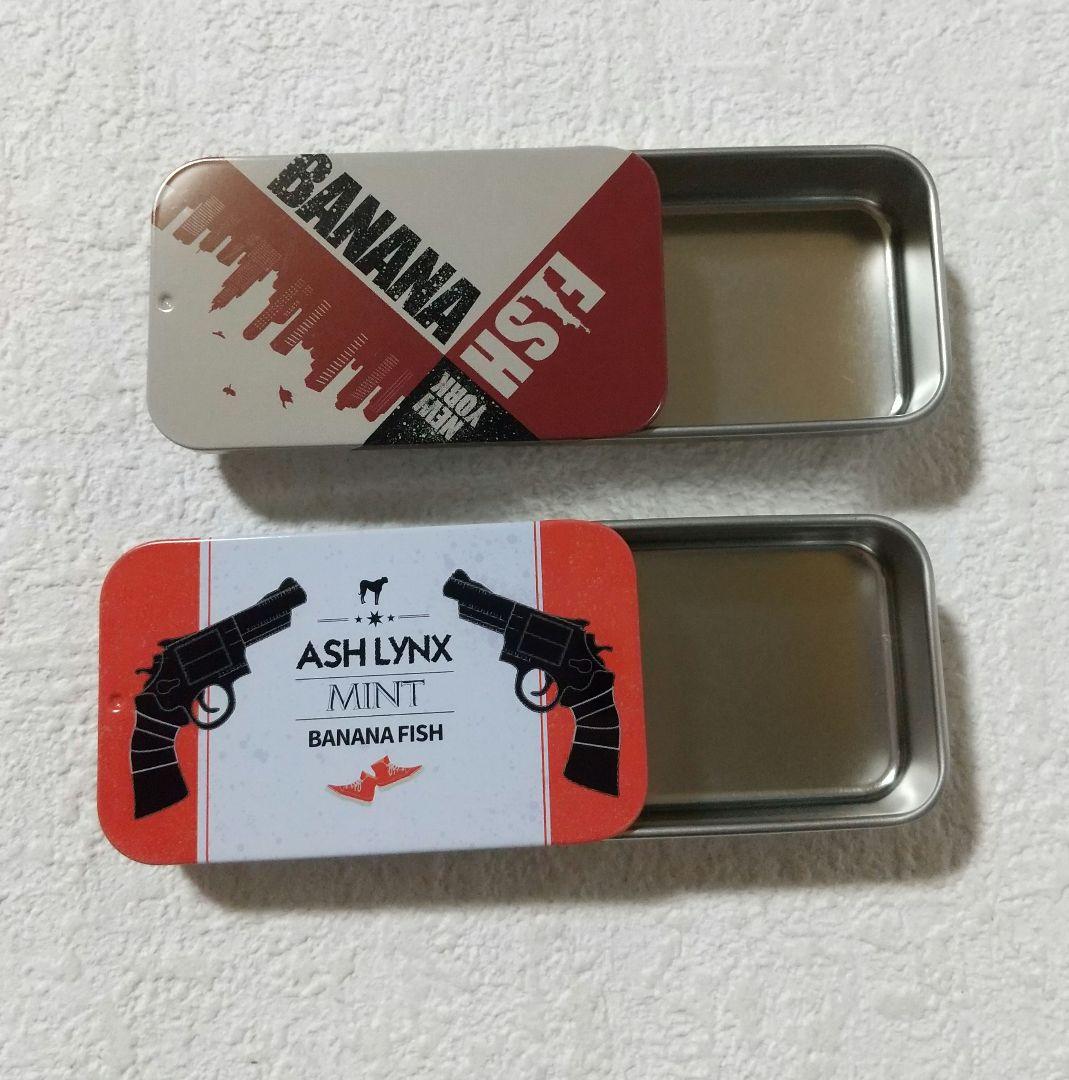 BANANA
FISH
NEW
YORK
ASH LYNX
MINT
BANANA FISH